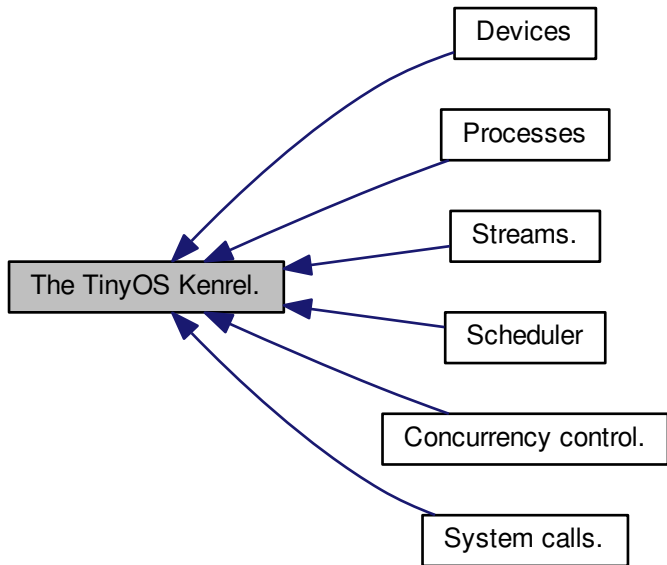 Devices
Processes
Streams.
The TinyOS Kenrel.
Scheduler
Concurrency control.
System calls.